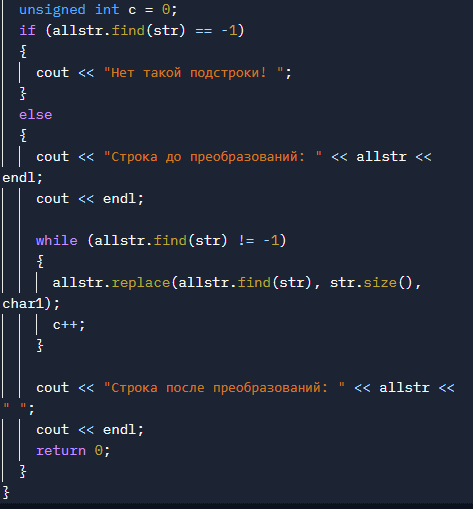 unsigned int c = 0;
if (allstr.find(str) == -1)
{
cout << "Нет такой подстроки! ";
}
else
{
cout << "Строка до преобразований: " << allstr <<
endl;
cout << endl;
while (allstr.find(str) != -1)
{
allstr.replace(allstr.find(str), str.size(),
char1);
c++;
}
cout << "Строка после преобразований: " << allstr <<
" ";
cout << endl;
return 0;
}
}